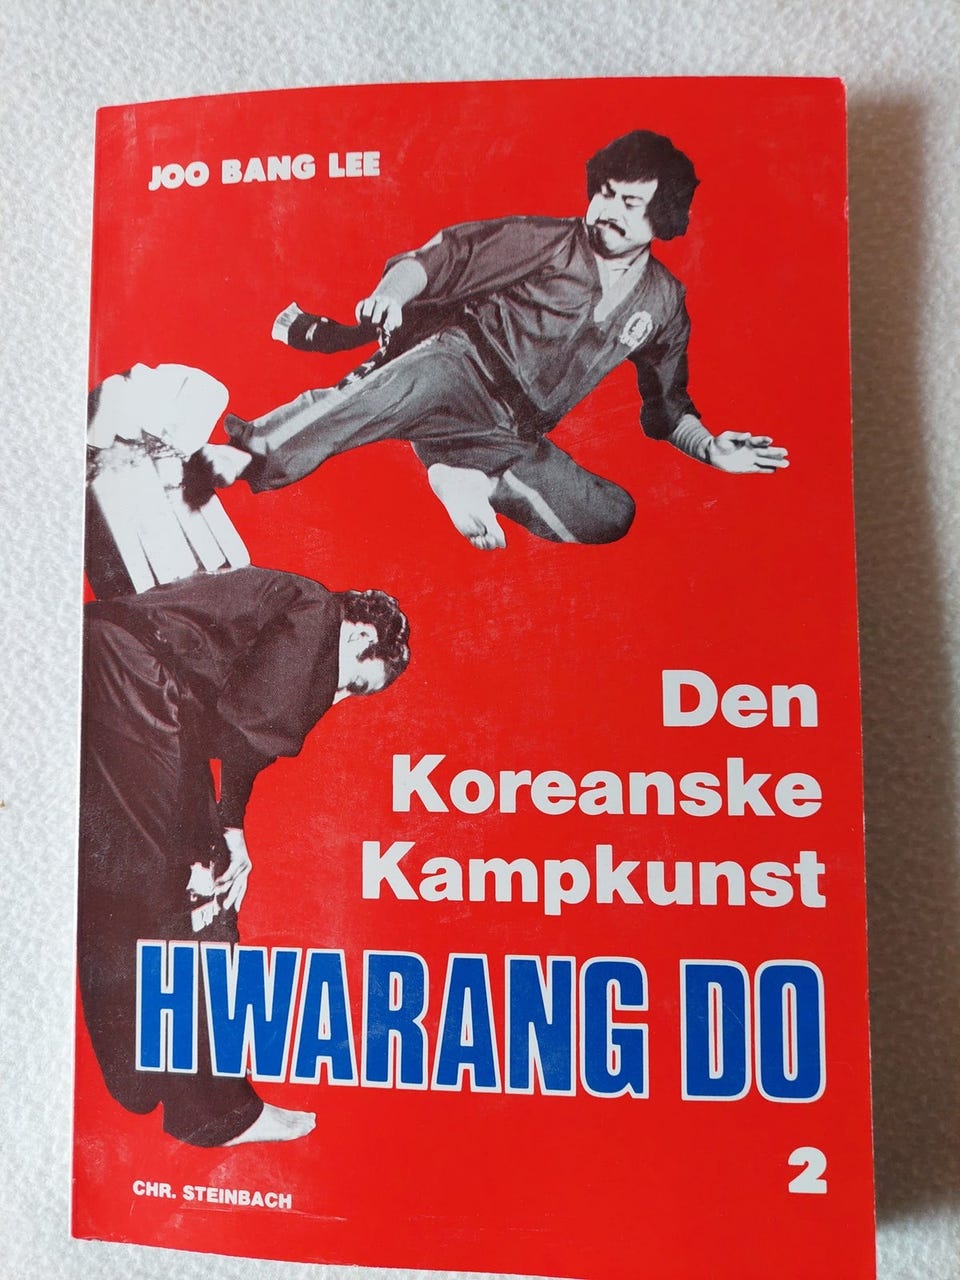 JOO BANG LEE
Den
Koreanske
Kampkunst
HWARANG DO
2
CHR. STEINBACH